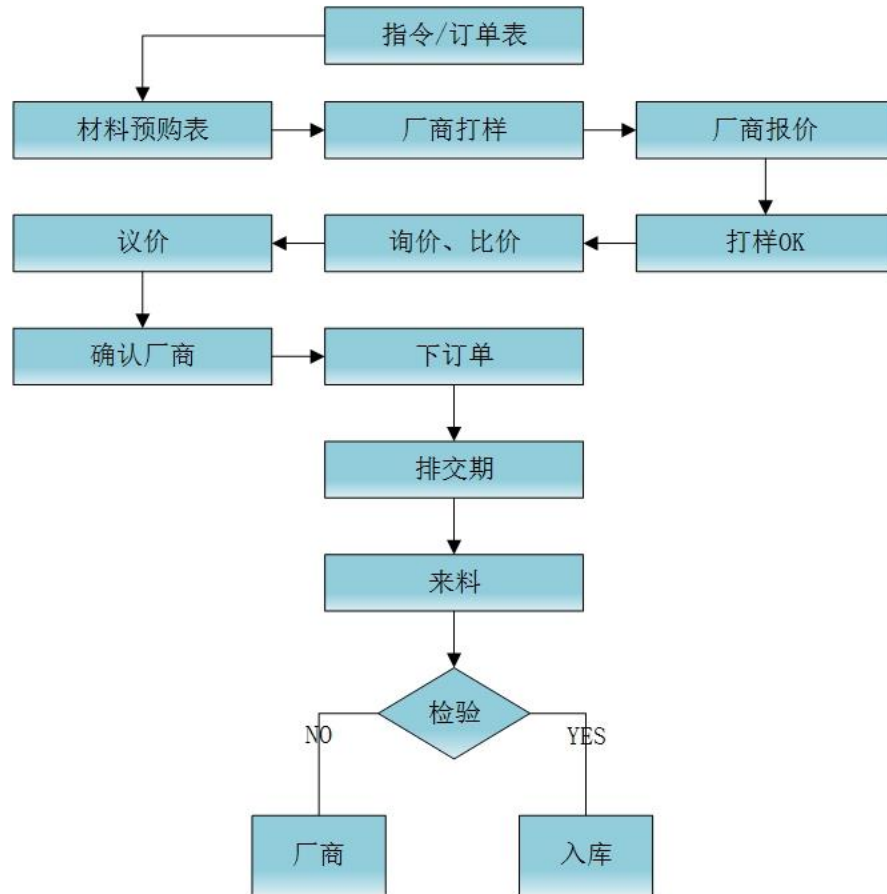 指令/订单表
材料预购表
厂商打样
厂商报价
打样OK
询价、比价
议价
确认厂商
下订单
排交期
来料
检验
NO
YES
厂商
入库